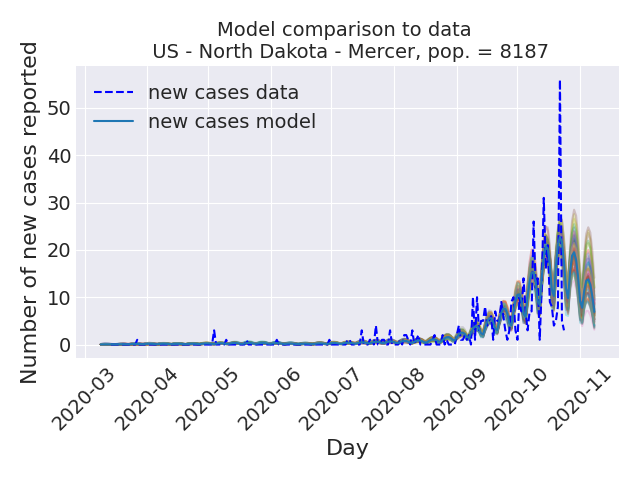 Model comparison to data
US - North Dakota - Mercer, pop. = 8187
Number of new cases reported
new cases data
new cases model
50
40
30
20
10
0
2020-03
2020-04
2020-05
2020-06
2020-07
2020-08
2020-09
2020-10
2020-11
Day